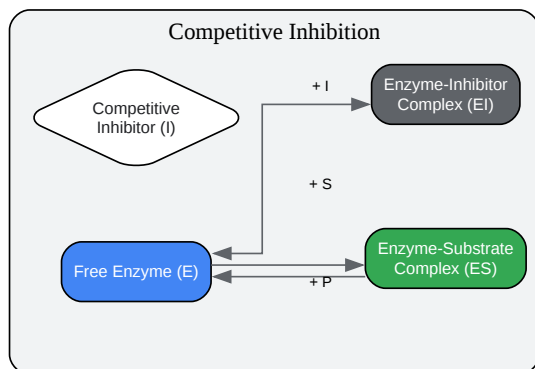 Competitive Inhibition
+ I
Enzyme-Inhibitor
Complex (EI)
Competitive
Inhibitor (I)
+ S
Free Enzyme (E)
Enzyme-Substrate
Complex (ES)
+ P